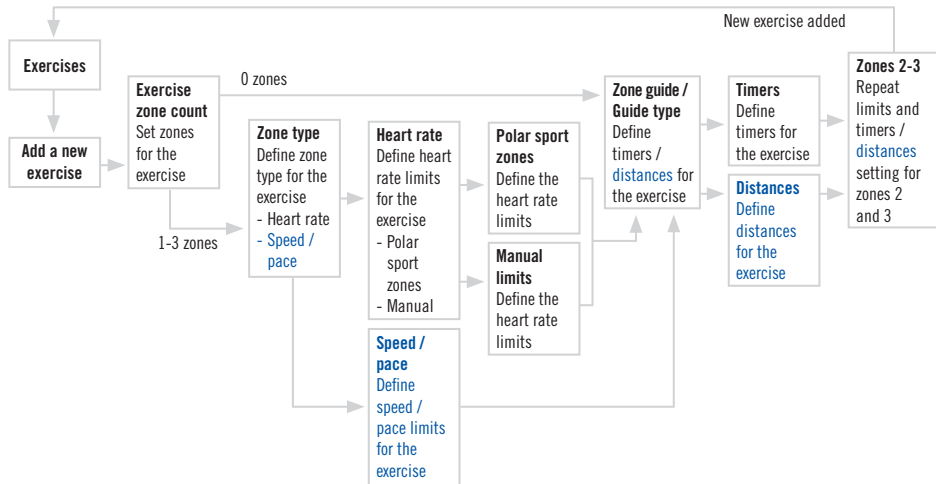 New exercise added
Exercises
Add a new
exercise
Exercise
zone count
Set zones
for the
exercise
0 zones
1-3 zones
Zone type
Define zone
type for the
exercise
- Heart rate
- Speed /
pace
Heart rate
Define heart
rate limits
for the
exercise
- Polar
sport
zones
- Manual
Speed /
pace
Define
speed /
pace limits
for the
exercise
Polar sport
zones
Define the
heart rate
limits
Manual
limits
Define the
heart rate
limits
Zone guide /
Guide type
Define
timers /
distances for
the exercise
Timers
Define
timers for
the exercise
Distances
Define
distances
for the
exercise
Zones 2-3
Repeat
limits and
timers /
distances
setting for
zones 2
and 3